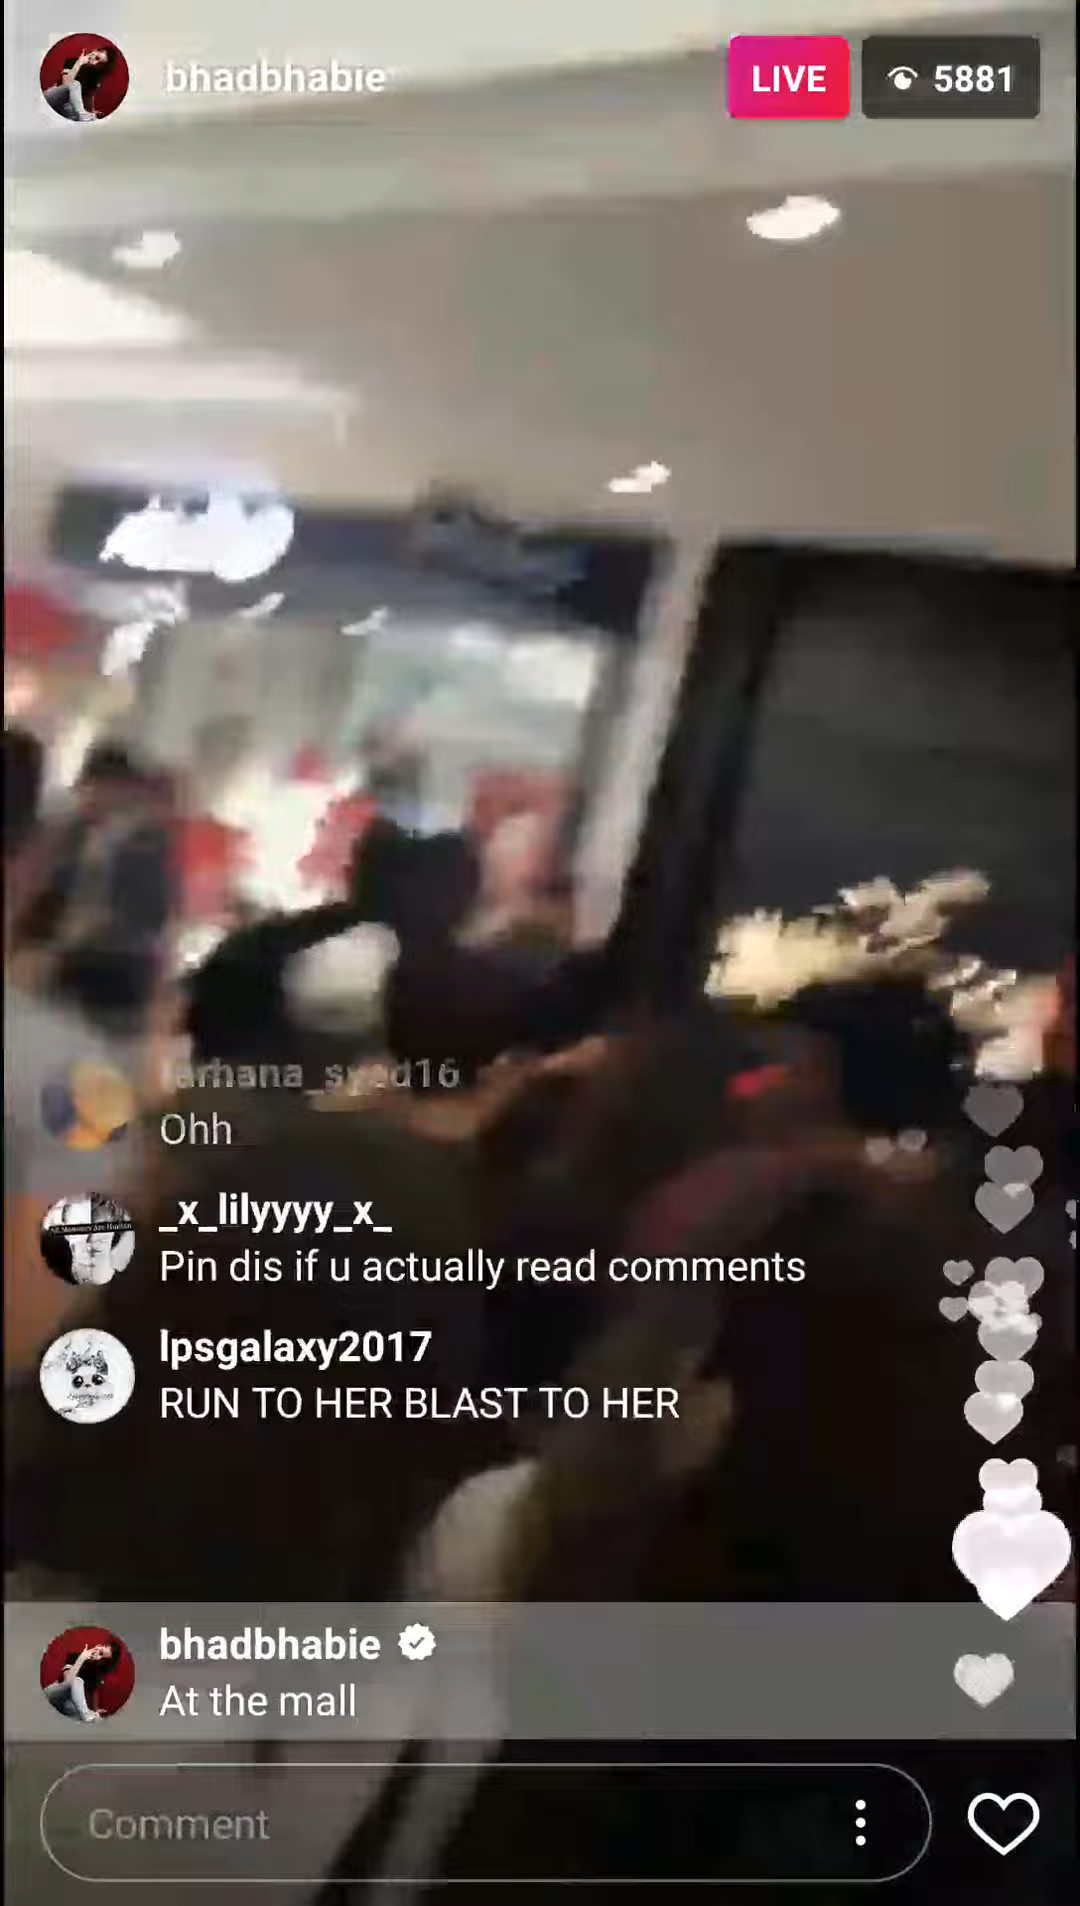 bhadbhabie
LIVE
5881
farhana_syed16
Ohh
_x_lilyyyy_x_
Pin dis if u actually read comments
lpsgalaxy2017
RUN TO HER BLAST TO HER
bhadbhabie
At the mall
Comment